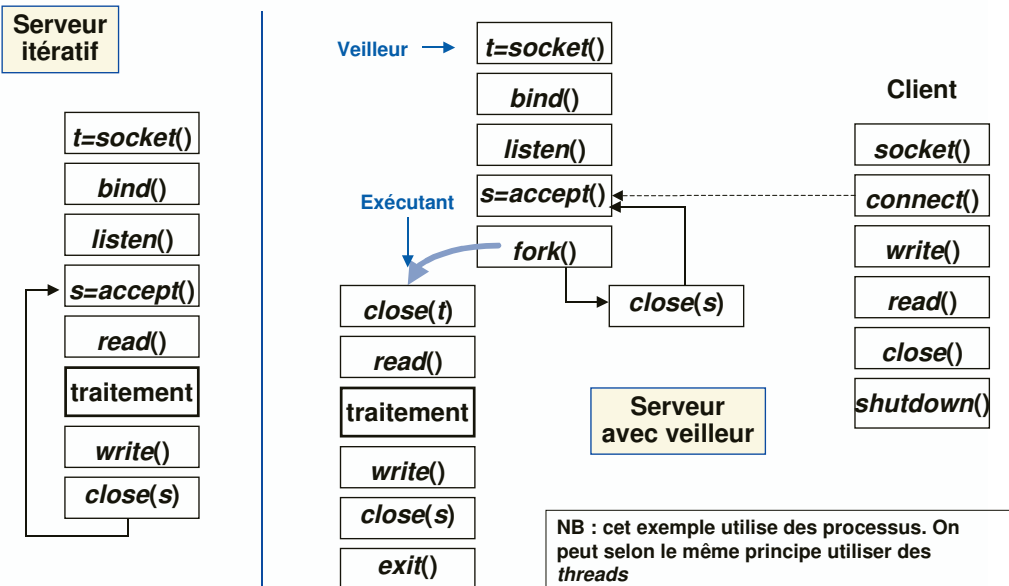 Serveur
itératif
t=socket()
bind()
listen()
s=accept()
read()
traitement
write()
close(s)
Veilleur
t=socket()
bind()
listen()
s=accept()
fork()
close(s)
Exécutant
close(t)
read()
traitement
write()
close(s)
exit()
Client
socket()
connect()
write()
read()
close()
shutdown()
Serveur
avec veilleur
NB : cet exemple utilise des processus. On
peut selon le même principe utiliser des
threads